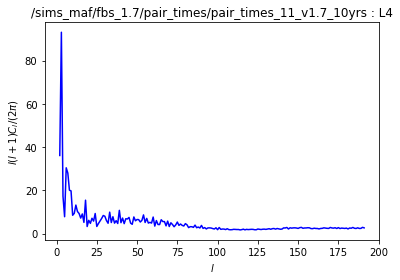 /sims_maf/fbs_1.7/pair_times/pair_times_11_v1.7_10yrs : L4
80
60
40
20
0
l(l + 1)Cₗ/(2π)
0 25 50 75 100 125 150 175 200
l